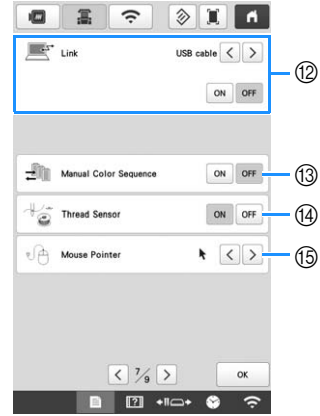 Link USB cable < >
⑫
ON OFF
Manual Color Sequence ON OFF ⑬
Thread Sensor ON OFF ⑭
Mouse Pointer < > ⑮
< 7/9 > OK